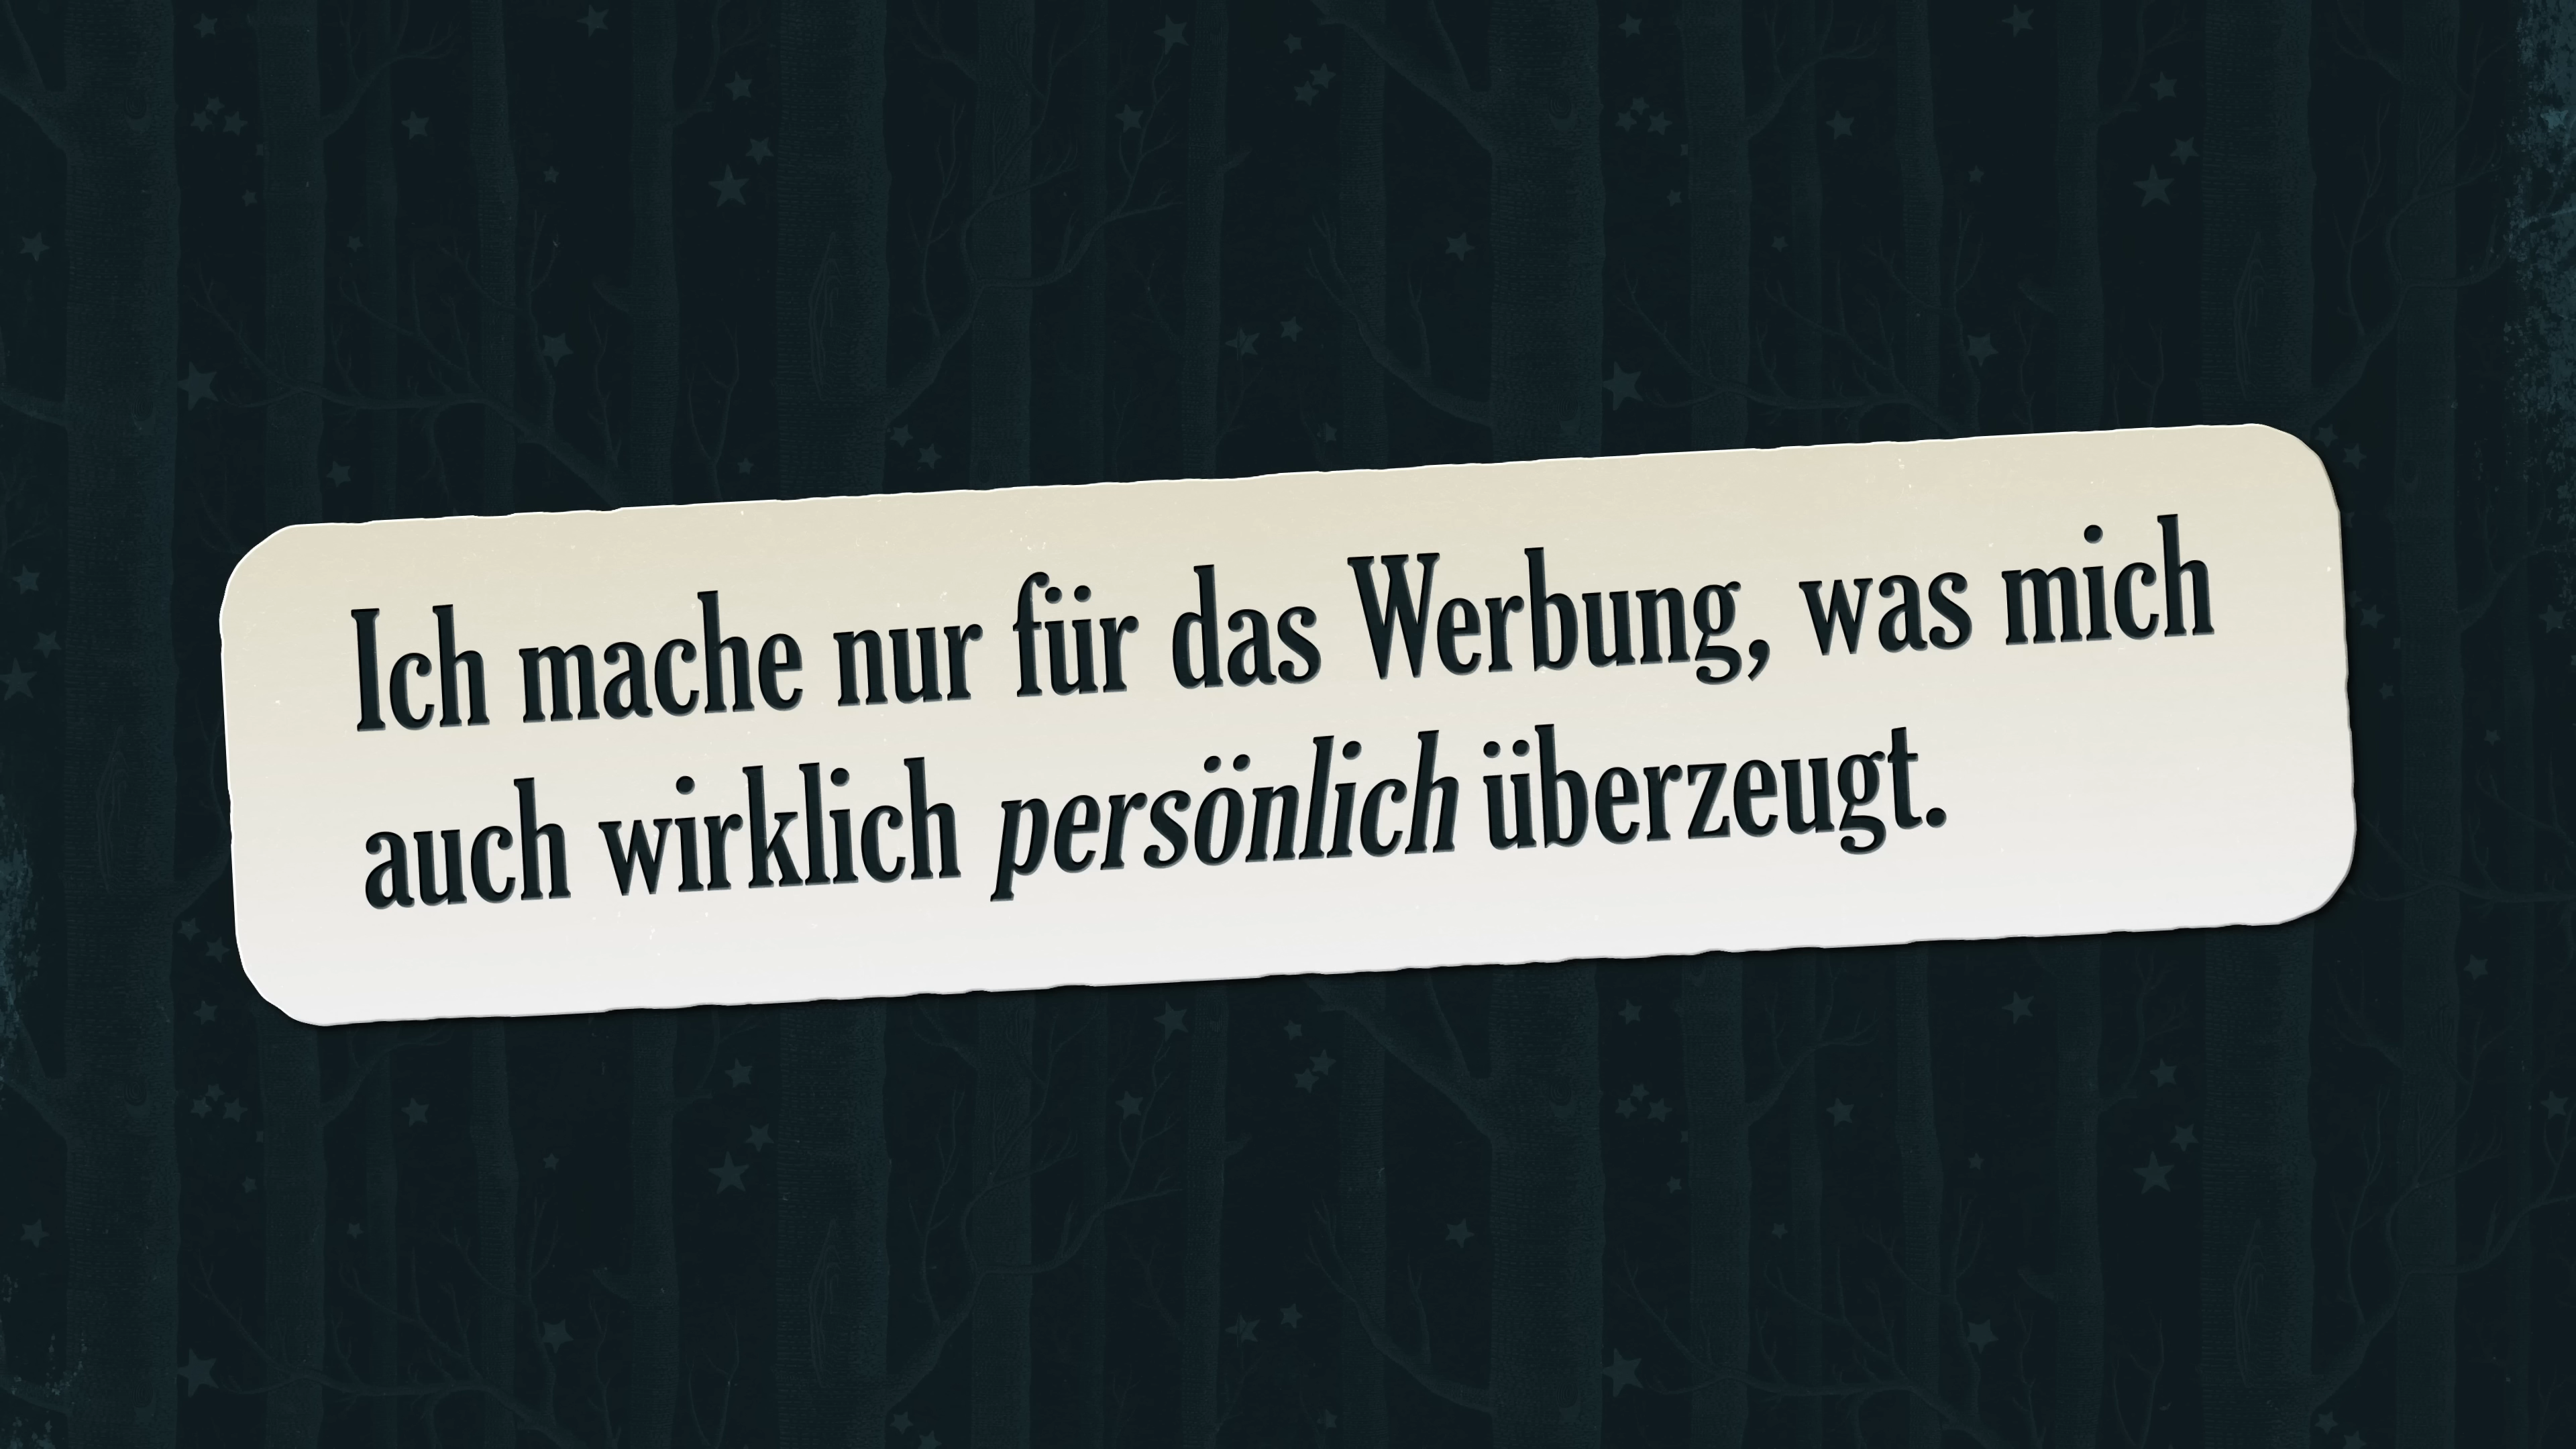 Ich mache nur für das Werbung, was mich
auch wirklich persönlich überzeugt.